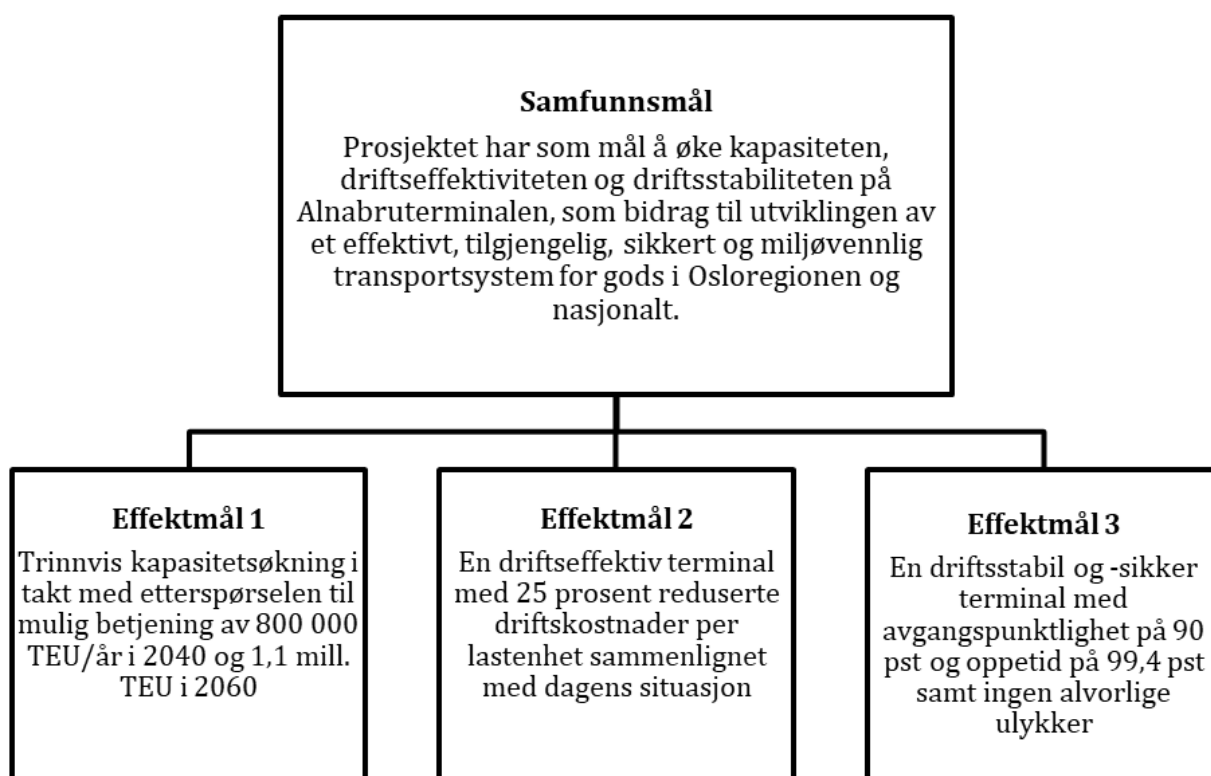 Samfunnsmål
Prosjektet har som mål å øke kapasiteten,
driftseffektiviteten og driftsstabiliteten på
Alnabruterminalen, som bidrag til utviklingen av
et effektivt, tilgjengelig, sikkert og miljøvennlig
transportsystem for gods i Osloregionen og
nasjonalt.
Effektmål 1
Trinnvis kapasitetsøkning i
takt med etterspørselen til
mulig betjening av 800 000
TEU/år i 2040 og 1,1 mill.
TEU i 2060
Effektmål 2
En driftseffektiv terminal
med 25 prosent reduserte
driftskostnader per
lastenhet sammenlignet
med dagens situasjon
Effektmål 3
En driftsstabil og -sikker
terminal med
avgangspunktlighet på 90
pst og oppetid på 99,4 pst
samt ingen alvorlige
ulykker